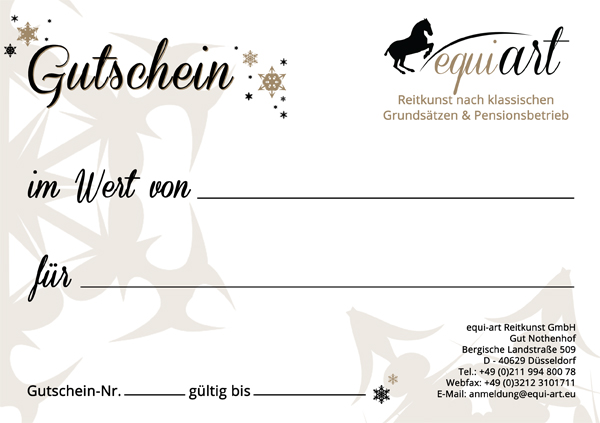 Gutschein
equiart
Reitkunst nach klassischen
Grundsätzen & Pensionsbetrieb
im Wert von
für
equi-art Reitkunst GmbH
Gut Nothenhof
Bergische Landstraße 509
D - 40629 Düsseldorf
Tel.: +49 (0)211 994 800 78
Webfax: +49 (0)3212 3101711
E-Mail: anmeldung@equi-art.eu
Gutschein-Nr. gültig bis